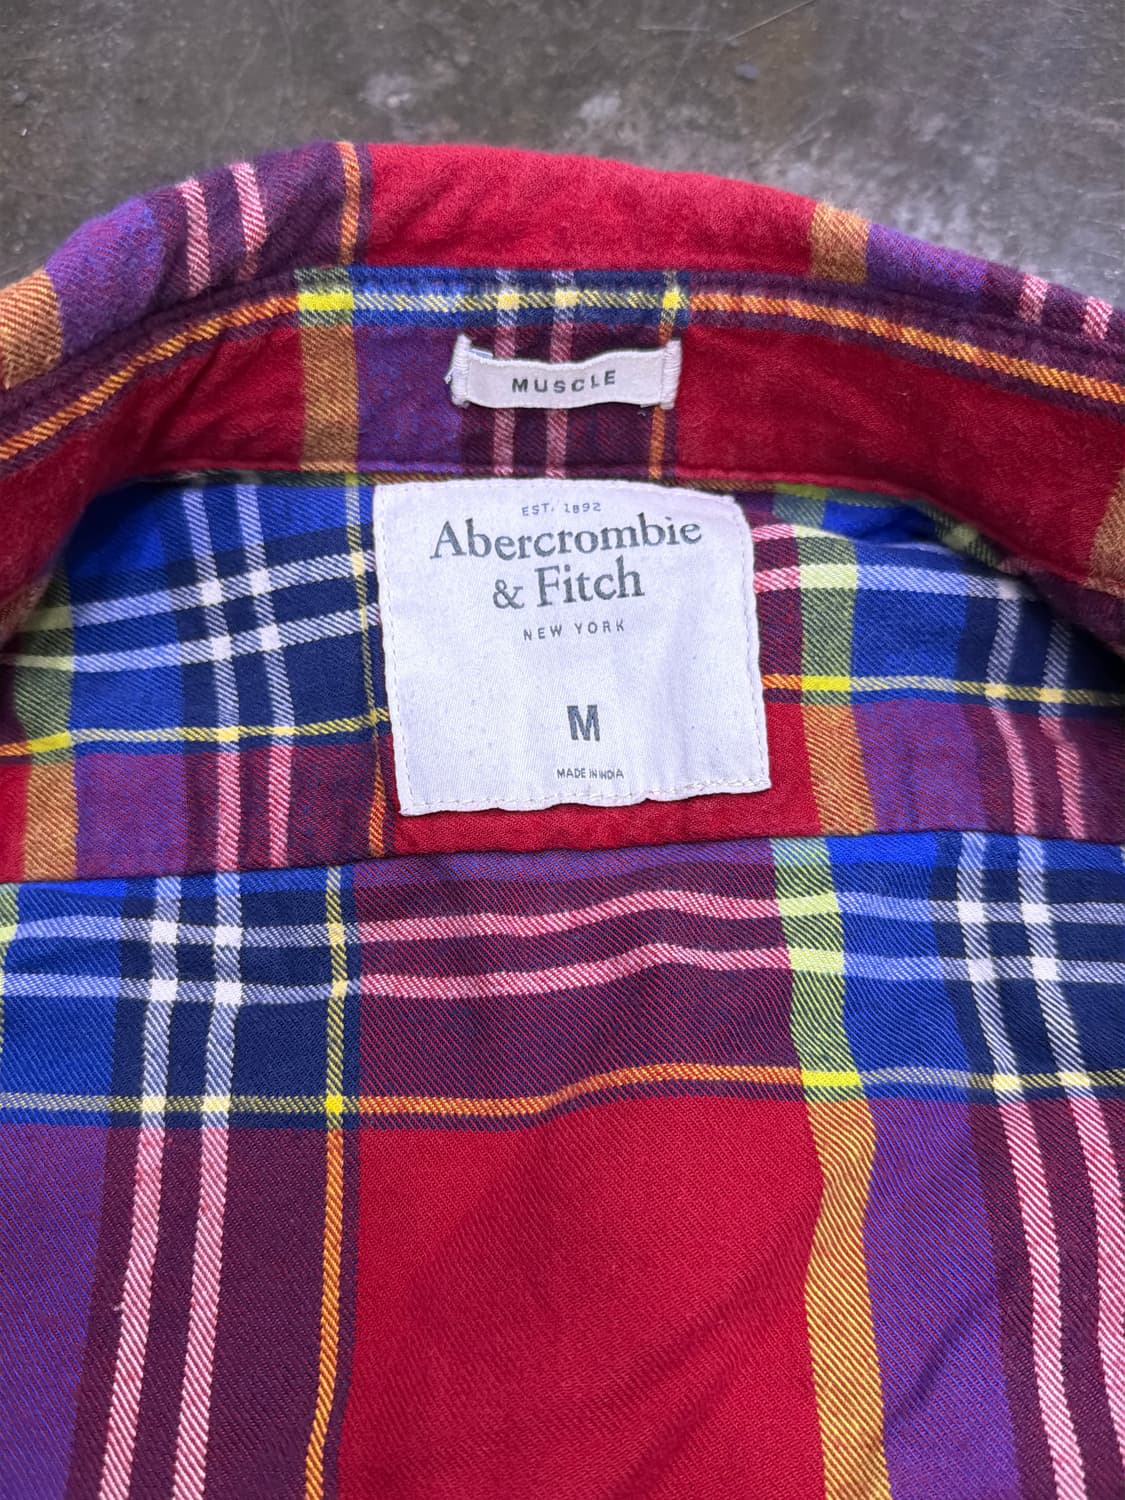 MUSCLE
EST. 1892
Abercrombie
& Fitch
NEW YORK
M
MADE IN INDIA